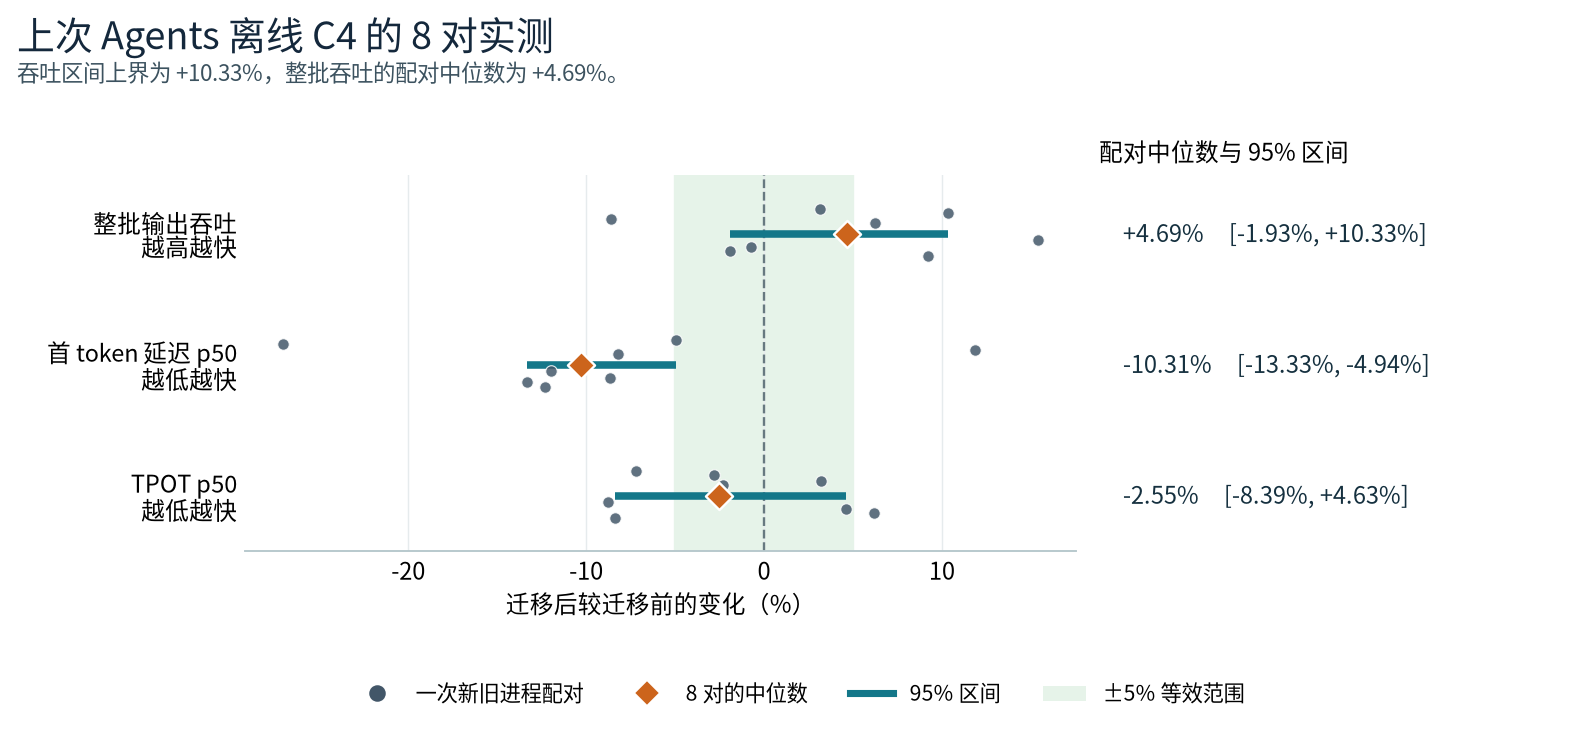 上次 Agents 离线 C4 的 8 对实测
吞吐区间上界为 +10.33%，整批吞吐的配对中位数为 +4.69%。
配对中位数与 95% 区间
整批输出吞吐
越高越快
+4.69% [-1.93%, +10.33%]
首 token 延迟 p50
越低越快
-10.31% [-13.33%, -4.94%]
TPOT p50
越低越快
-2.55% [-8.39%, +4.63%]
-20 -10 0 10
迁移后较迁移前的变化（%）
一次新旧进程配对 8 对的中位数 95% 区间 ±5% 等效范围